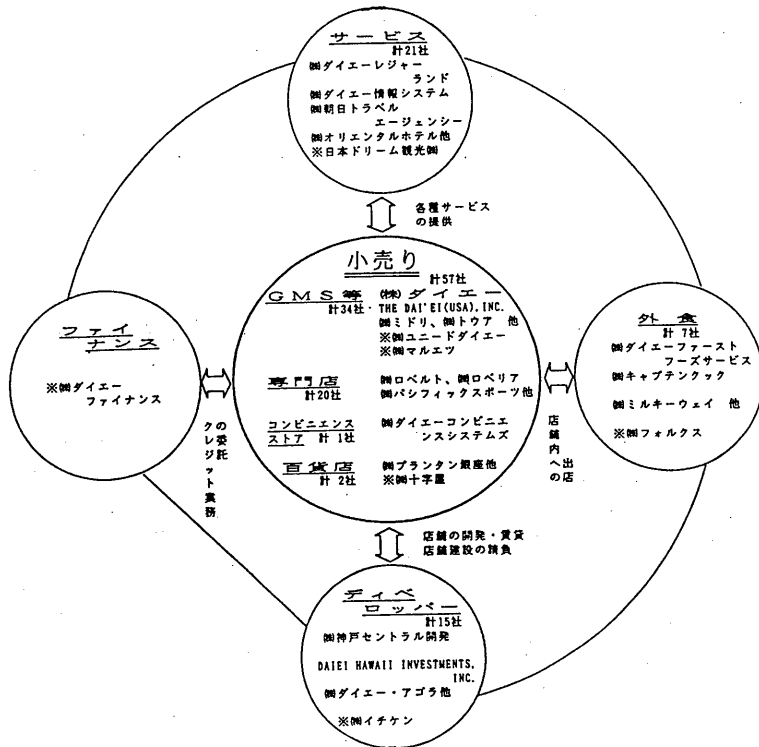 サービス
計21社
㈱ダイエーレジャー
ランド
㈱ダイエー情報システム
㈱朝日トラベル
エージェンシー
㈱オリエンタルホテル他
※日本ドリーム観光㈱
各種サービス
の提供
小売り
計57社
GMS等 (株)ダイエー
計34社・THE DAI'EI(USA),INC.
㈱ミドリ、㈱トウア 他
※㈱ユニードダイエー
※㈱マルエツ
専門店 ㈱ロベルト、㈱ロベリア
計20社 ㈱パシフィックスポーツ他
コンビニエンス ㈱ダイエーコンビニエ
ストア 計 1社 ンスシステムズ
百貨店 ㈱プランタン銀座他
計 2社 ※㈱十字屋
ファイ
ナンス
※㈱ダイエー
ファイナンス
クレジット業務
の委託
外食
計 7社
㈱ダイエーファースト
フーズサービス
㈱キャプテンクック
㈱ミルキーウェイ 他
※㈱フォルクス
店舗内への
出店
店舗の開発・賃貸
店舗建設の請負
ディベ
ロッパー
計15社
㈱神戸セントラル開発
DAIEI HAWAII INVESTMENTS,
INC.
㈱ダイエー・アゴラ他
※㈱イチケン